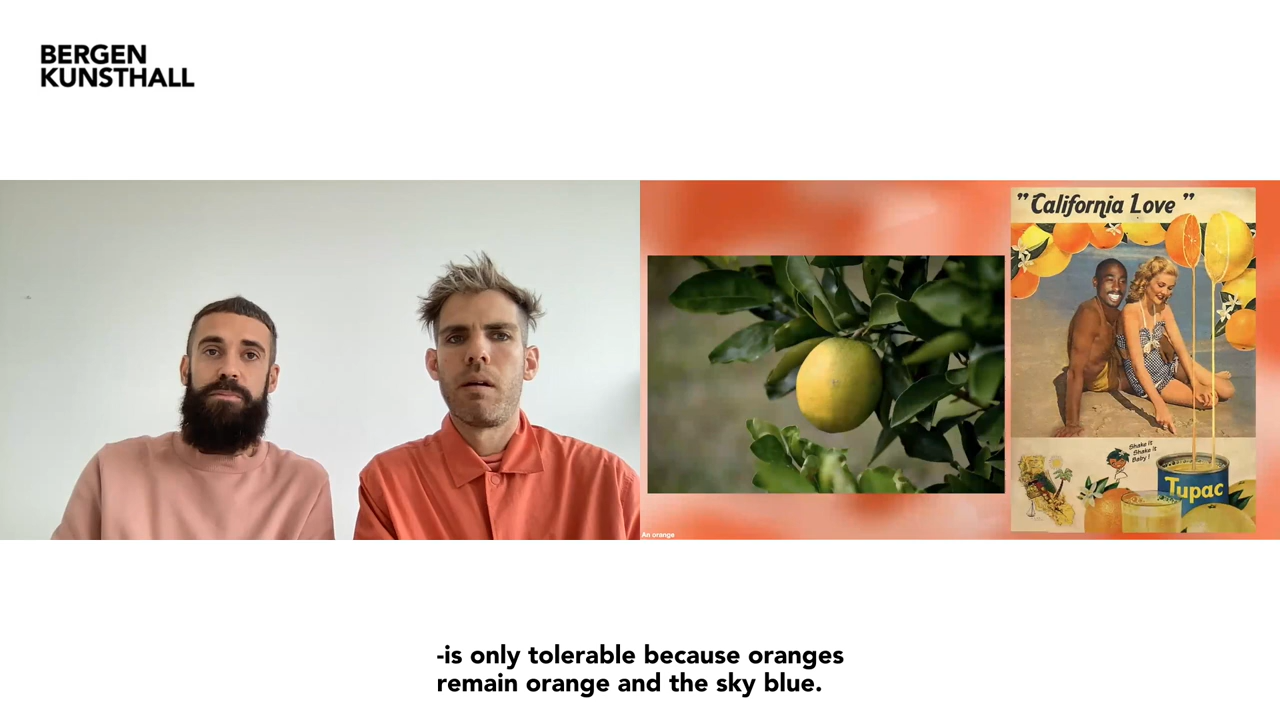 BERGEN
KUNSTHALL
" California Love "
Shake it
Shake it
Baby!
Tupac
An orange
-is only tolerable because oranges
remain orange and the sky blue.